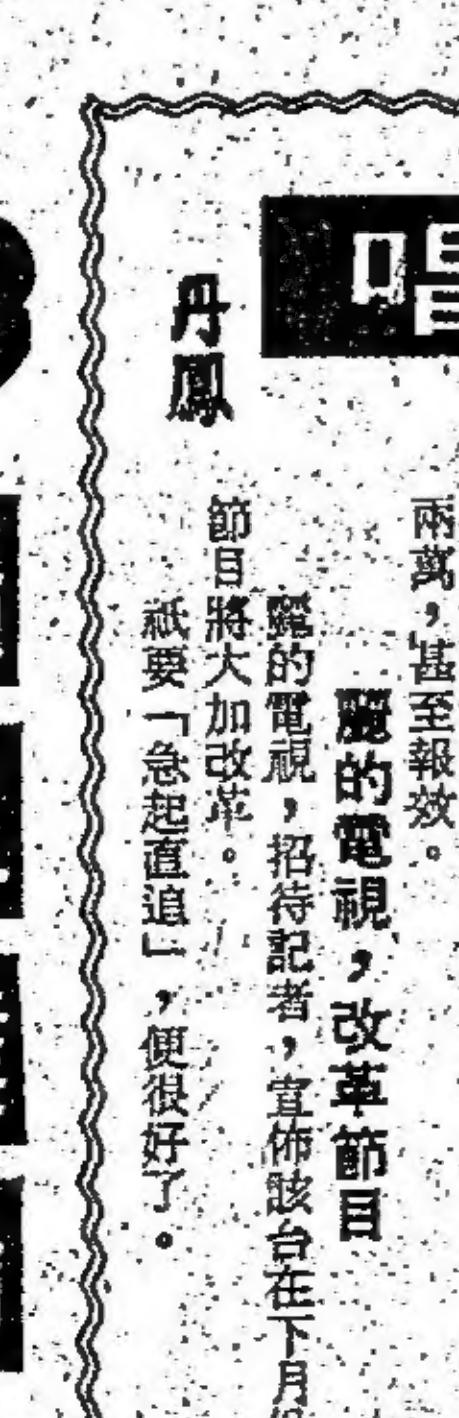 唱
丹鳳
兩萬,甚至報效。
麗的電視,改革節目
麗的電視,招待記者,宣佈該台在下月
節目將大加改革。
祇要「急起直追」,便很好了。